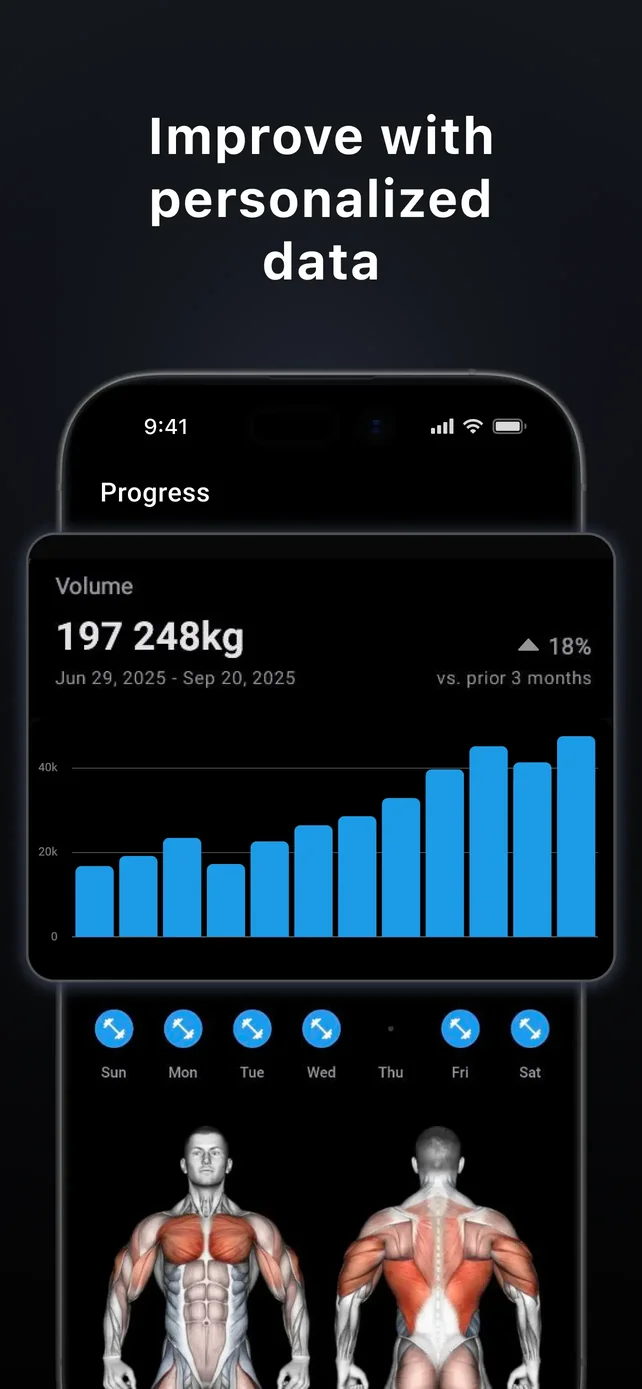 Improve with
personalized
data
9:41
Progress
Volume
197 248kg
▲ 18%
Jun 29, 2025 - Sep 20, 2025
vs. prior 3 months
40k
20k
0
Sun Mon Tue Wed Thu Fri Sat